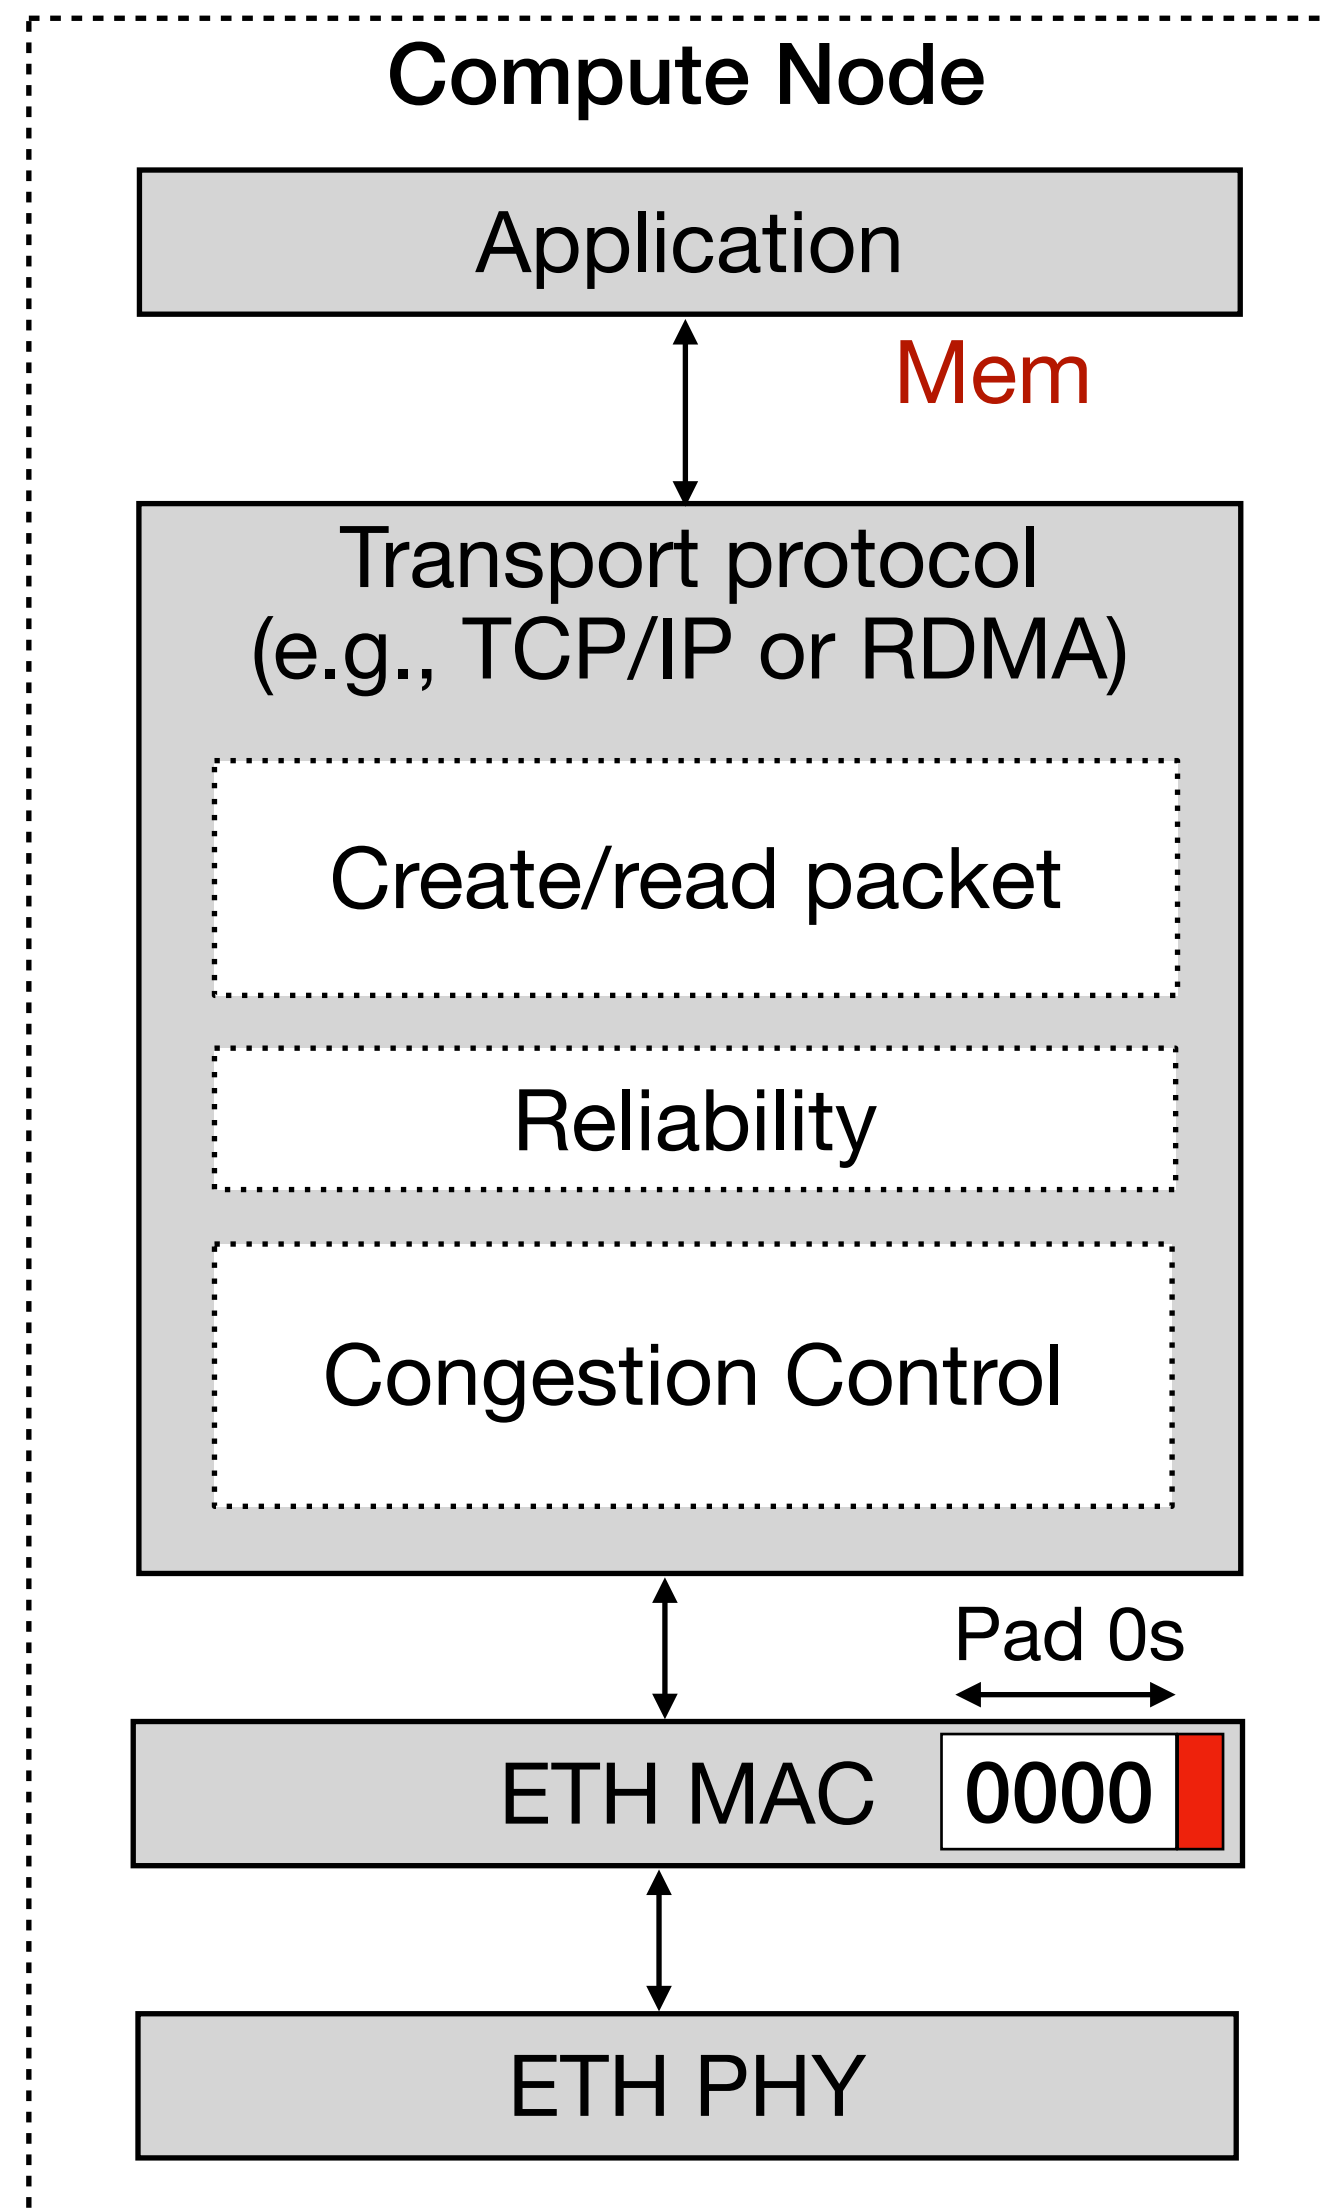 Compute Node
Application
Mem
Transport protocol
(e.g., TCP/IP or RDMA)
Create/read packet
Reliability
Congestion Control
Pad 0s
ETH MAC
0000
ETH PHY